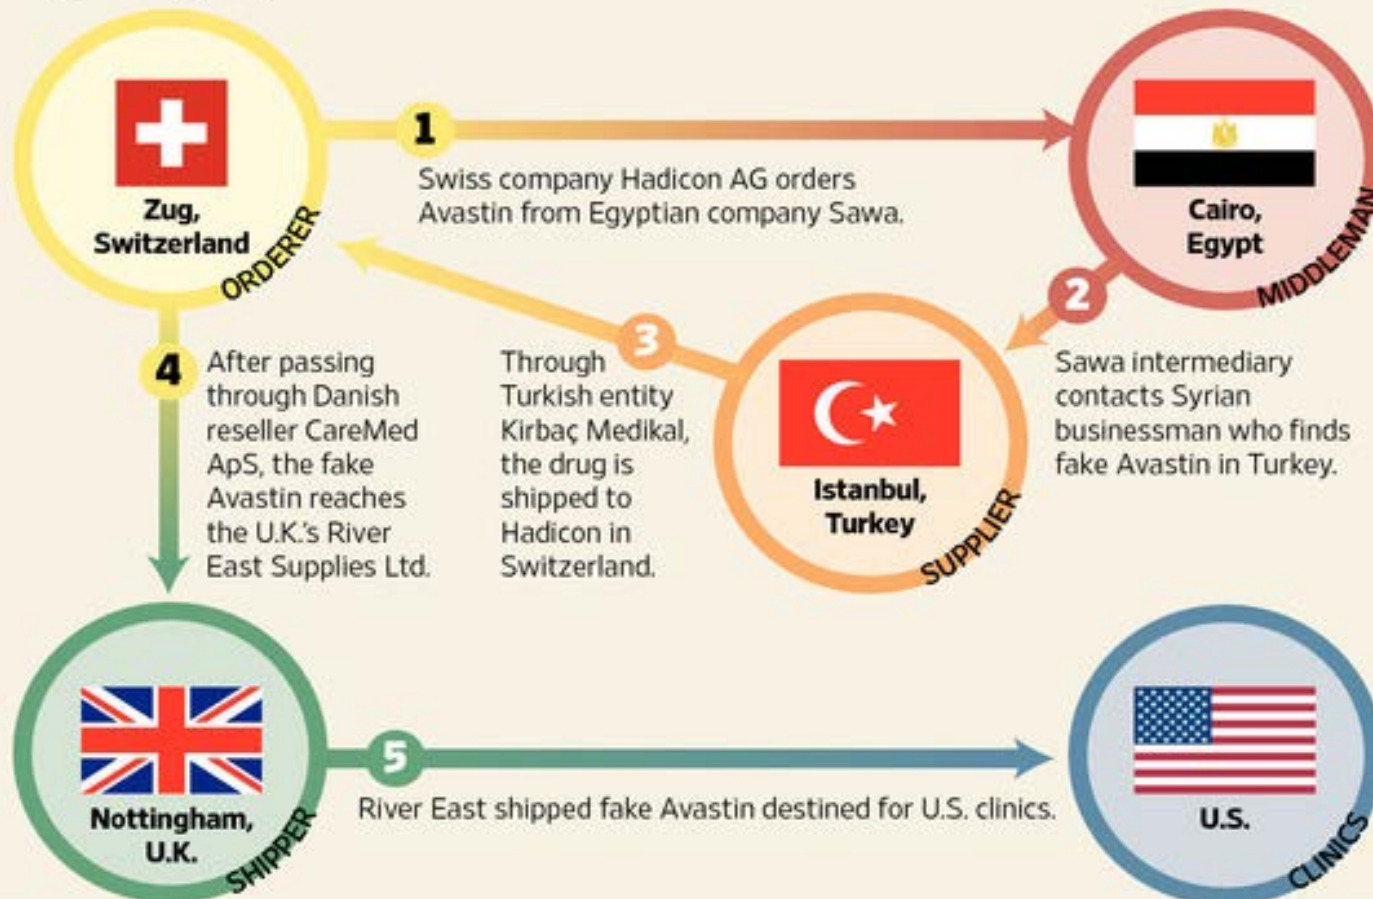 1
Swiss company Hadicon AG orders
Avastin from Egyptian company Sawa.
Zug,
Switzerland
ORDERER
Cairo,
Egypt
MIDDLEMAN
2
Sawa intermediary
contacts Syrian
businessman who finds
fake Avastin in Turkey.
Istanbul,
Turkey
SUPPLIER
3
Through
Turkish entity
Kirbaç Medikal,
the drug is
shipped to
Hadicon in
Switzerland.
4
After passing
through Danish
reseller CareMed
ApS, the fake
Avastin reaches
the U.K.'s River
East Supplies Ltd.
Nottingham,
U.K.
SHIPPER
5
River East shipped fake Avastin destined for U.S. clinics.
U.S.
CLINICS